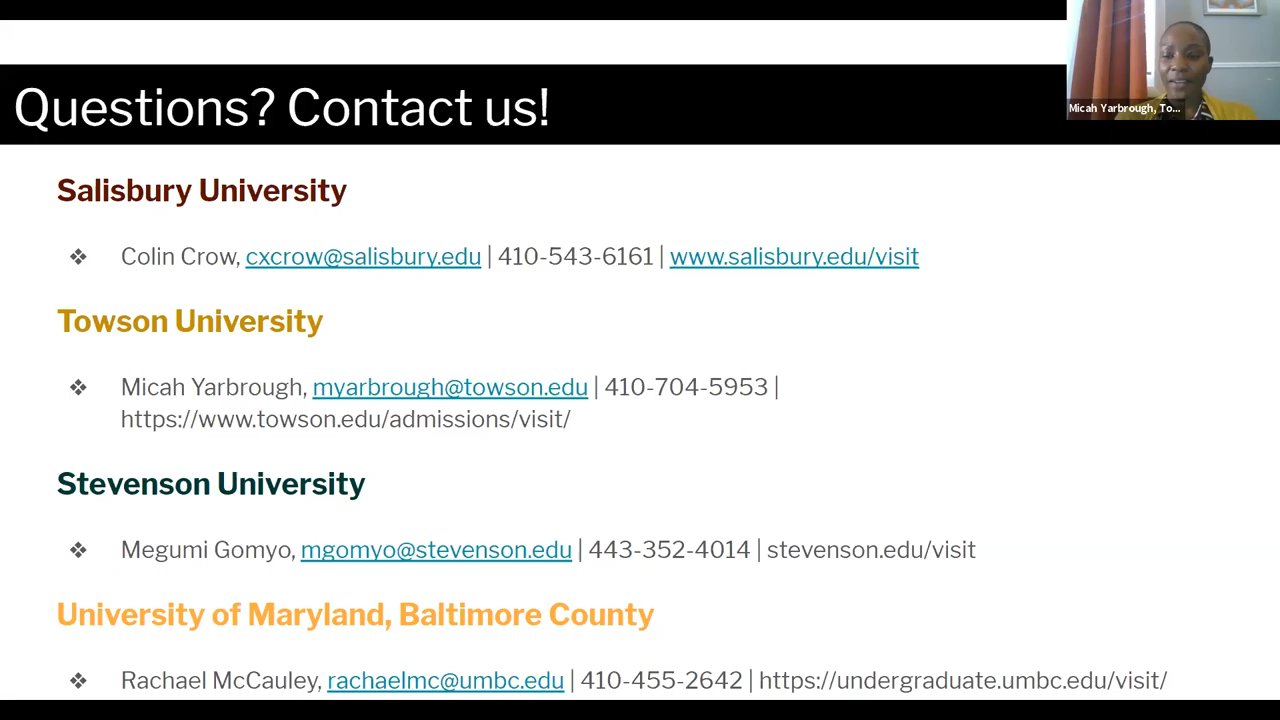 Questions? Contact us!
Micah Yarbrough, To...
Salisbury University
❖ Colin Crow, cxcrow@salisbury.edu | 410-543-6161 | www.salisbury.edu/visit
Towson University
❖ Micah Yarbrough, myarbrough@towson.edu | 410-704-5953 |
https://www.towson.edu/admissions/visit/
Stevenson University
❖ Megumi Gomyo, mgomyo@stevenson.edu | 443-352-4014 | stevenson.edu/visit
University of Maryland, Baltimore County
❖ Rachael McCauley, rachaelmc@umbc.edu | 410-455-2642 | https://undergraduate.umbc.edu/visit/